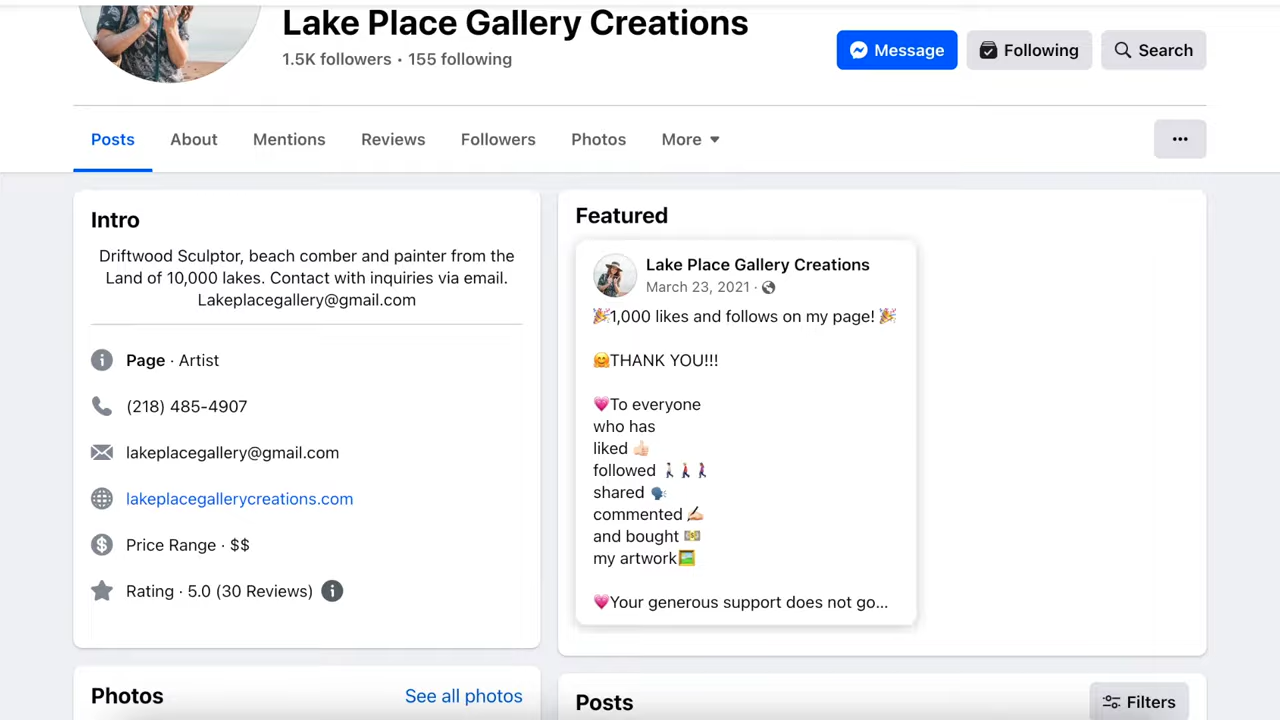 Lake Place Gallery Creations
1.5K followers • 155 following
Message
Following
Search
Posts
About
Mentions
Reviews
Followers
Photos
More
Intro
Driftwood Sculptor, beach comber and painter from the
Land of 10,000 lakes. Contact with inquiries via email.
Lakeplacegallery@gmail.com
Page · Artist
(218) 485-4907
lakeplacegallery@gmail.com
lakeplacegallerycreations.com
Price Range · $$
Rating · 5.0 (30 Reviews)
Photos
See all photos
Featured
Lake Place Gallery Creations
March 23, 2021 ·
🎉1,000 likes and follows on my page! 🎉
🤗THANK YOU!!!
💗To everyone
who has
liked 👍🏻
followed 🚶🏻🚶🏻🚶🏻
shared 🗣️
commented ✍🏻
and bought 💵
my artwork🖼️
💗Your generous support does not go...
Posts
Filters